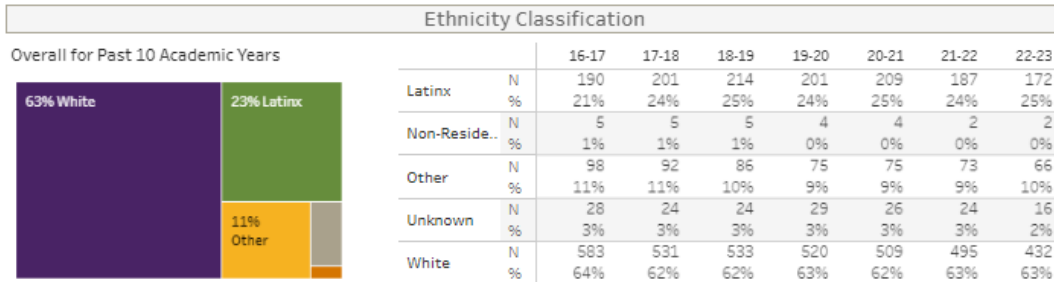 Ethnicity Classification
Overall for Past 10 Academic Years
63% White
23% Latinx
11%
Other
16-17 17-18 18-19 19-20 20-21 21-22 22-23
Latinx N 190 201 214 201 209 187 172
% 21% 24% 25% 24% 25% 24% 25%
Non-Reside.. N 5 5 5 4 4 2 2
% 1% 1% 1% 0% 0% 0% 0%
Other N 98 92 86 75 75 73 66
% 11% 11% 10% 9% 9% 9% 10%
Unknown N 28 24 24 29 26 24 16
% 3% 3% 3% 3% 3% 3% 2%
White N 583 531 533 520 509 495 432
% 64% 62% 62% 63% 62% 63% 63%